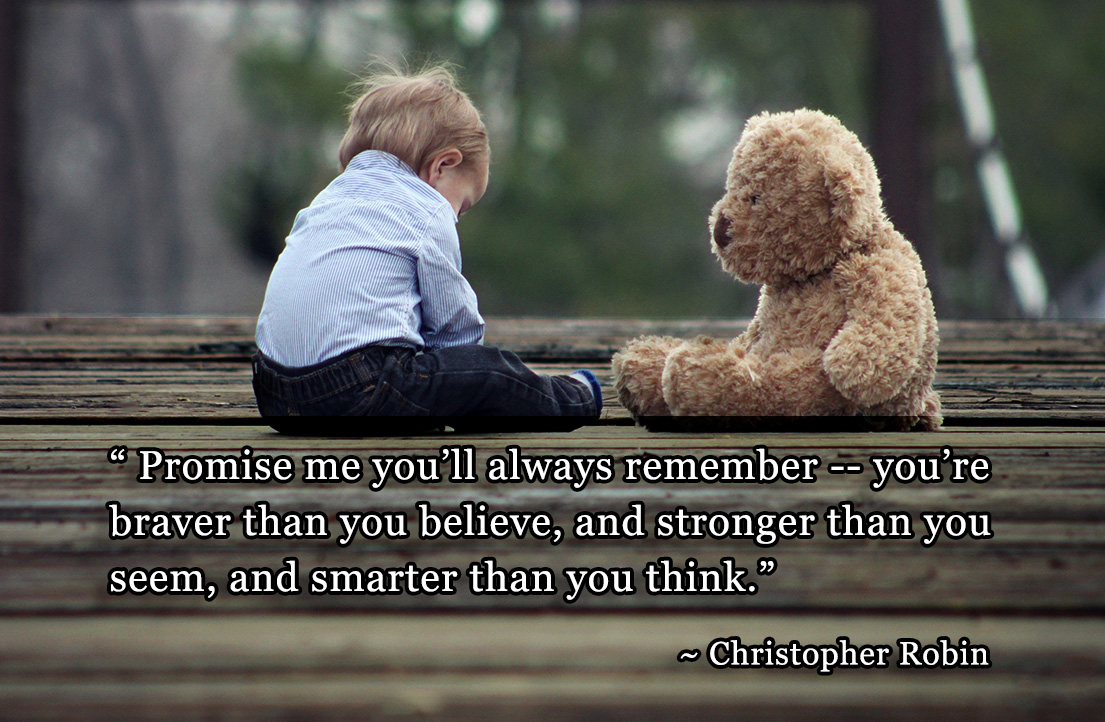 “ Promise me you’ll always remember -- you’re
braver than you believe, and stronger than you
seem, and smarter than you think.”
~ Christopher Robin